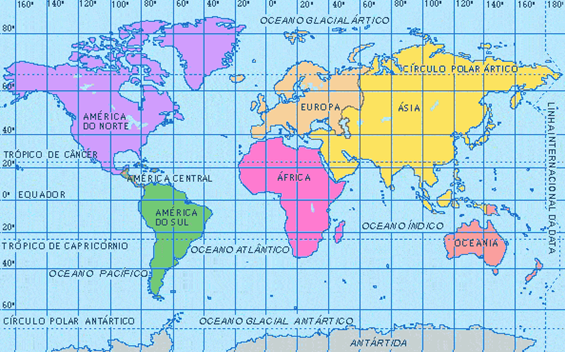 160° 140° 120° 100° 80° 60° 40° 20° 0° 20° 40° 60° 80° 100° 120° 140° 160° 180°
OCEANO GLACIAL ÁRTICO
80°
CÍRCULO POLAR ÁRTICO
60°
EUROPA
ÁSIA
AMÉRICA
DO NORTE
40°
TRÓPICO DE CÂNCER
20°
AMÉRICA CENTRAL
ÁFRICA
LINHA INTERNACIONAL DA DATA
0°
EQUADOR
AMÉRICA
DO SUL
20°
OCEANO ÍNDICO
TRÓPICO DE CAPRICÓRNIO
OCEANO ATLÂNTICO
OCEANIA
40°
OCEANO PACÍFICO
60°
CÍRCULO POLAR ANTÁRTICO
OCEANO GLACIAL ANTÁRTICO
ANTÁRTIDA